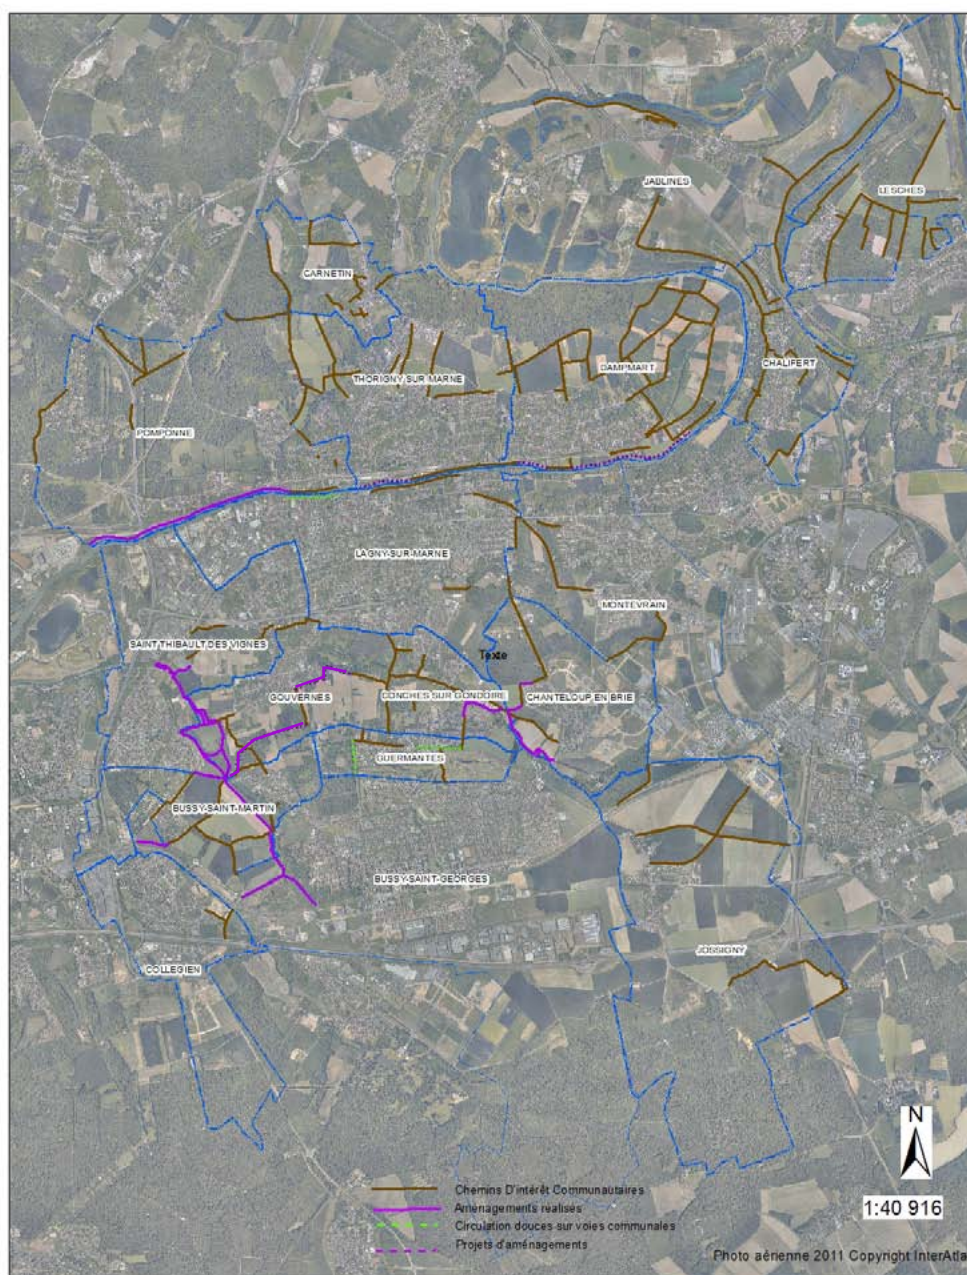 JABLINES
LESCHES
CARNETIN
THORIGNY SUR MARNE
DAMPMART
CHALIFERT
POMPONNE
LAGNY-SUR-MARNE
MONTEVRAIN
SAINT THIBAULT DES VIGNES
Texte
GOUVERNES
CONCHES SUR GONDOIRE
CHANTELOUP EN BRIE
GUERMANTES
BUSSY-SAINT-MARTIN
BUSSY-SAINT-GEORGES
JOSSIGNY
COLLEGIEN
N
1:40 916
Chemins D'intérêt Communautaires
Aménagements réalisés
Circulation douces sur voies communales
Projets d'aménagements
Photo aérienne 2011 Copyright InterAtla